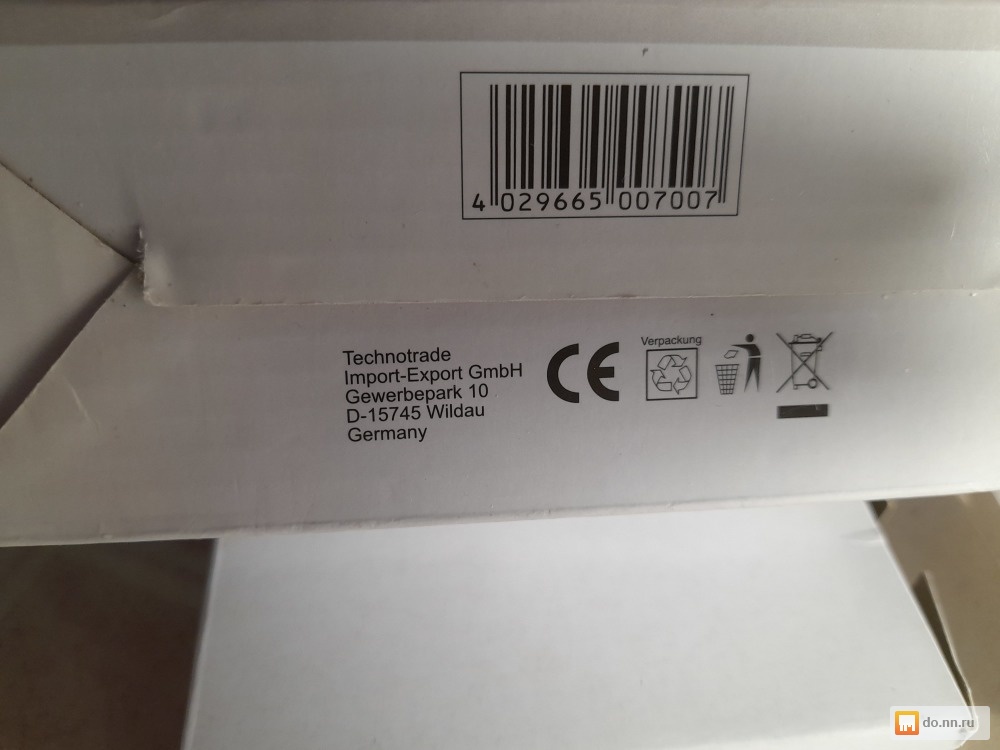 4 029665 007007
Technotrade
Import-Export GmbH
Gewerbepark 10
D-15745 Wildau
Germany
CE
Verpackung
do.nn.ru